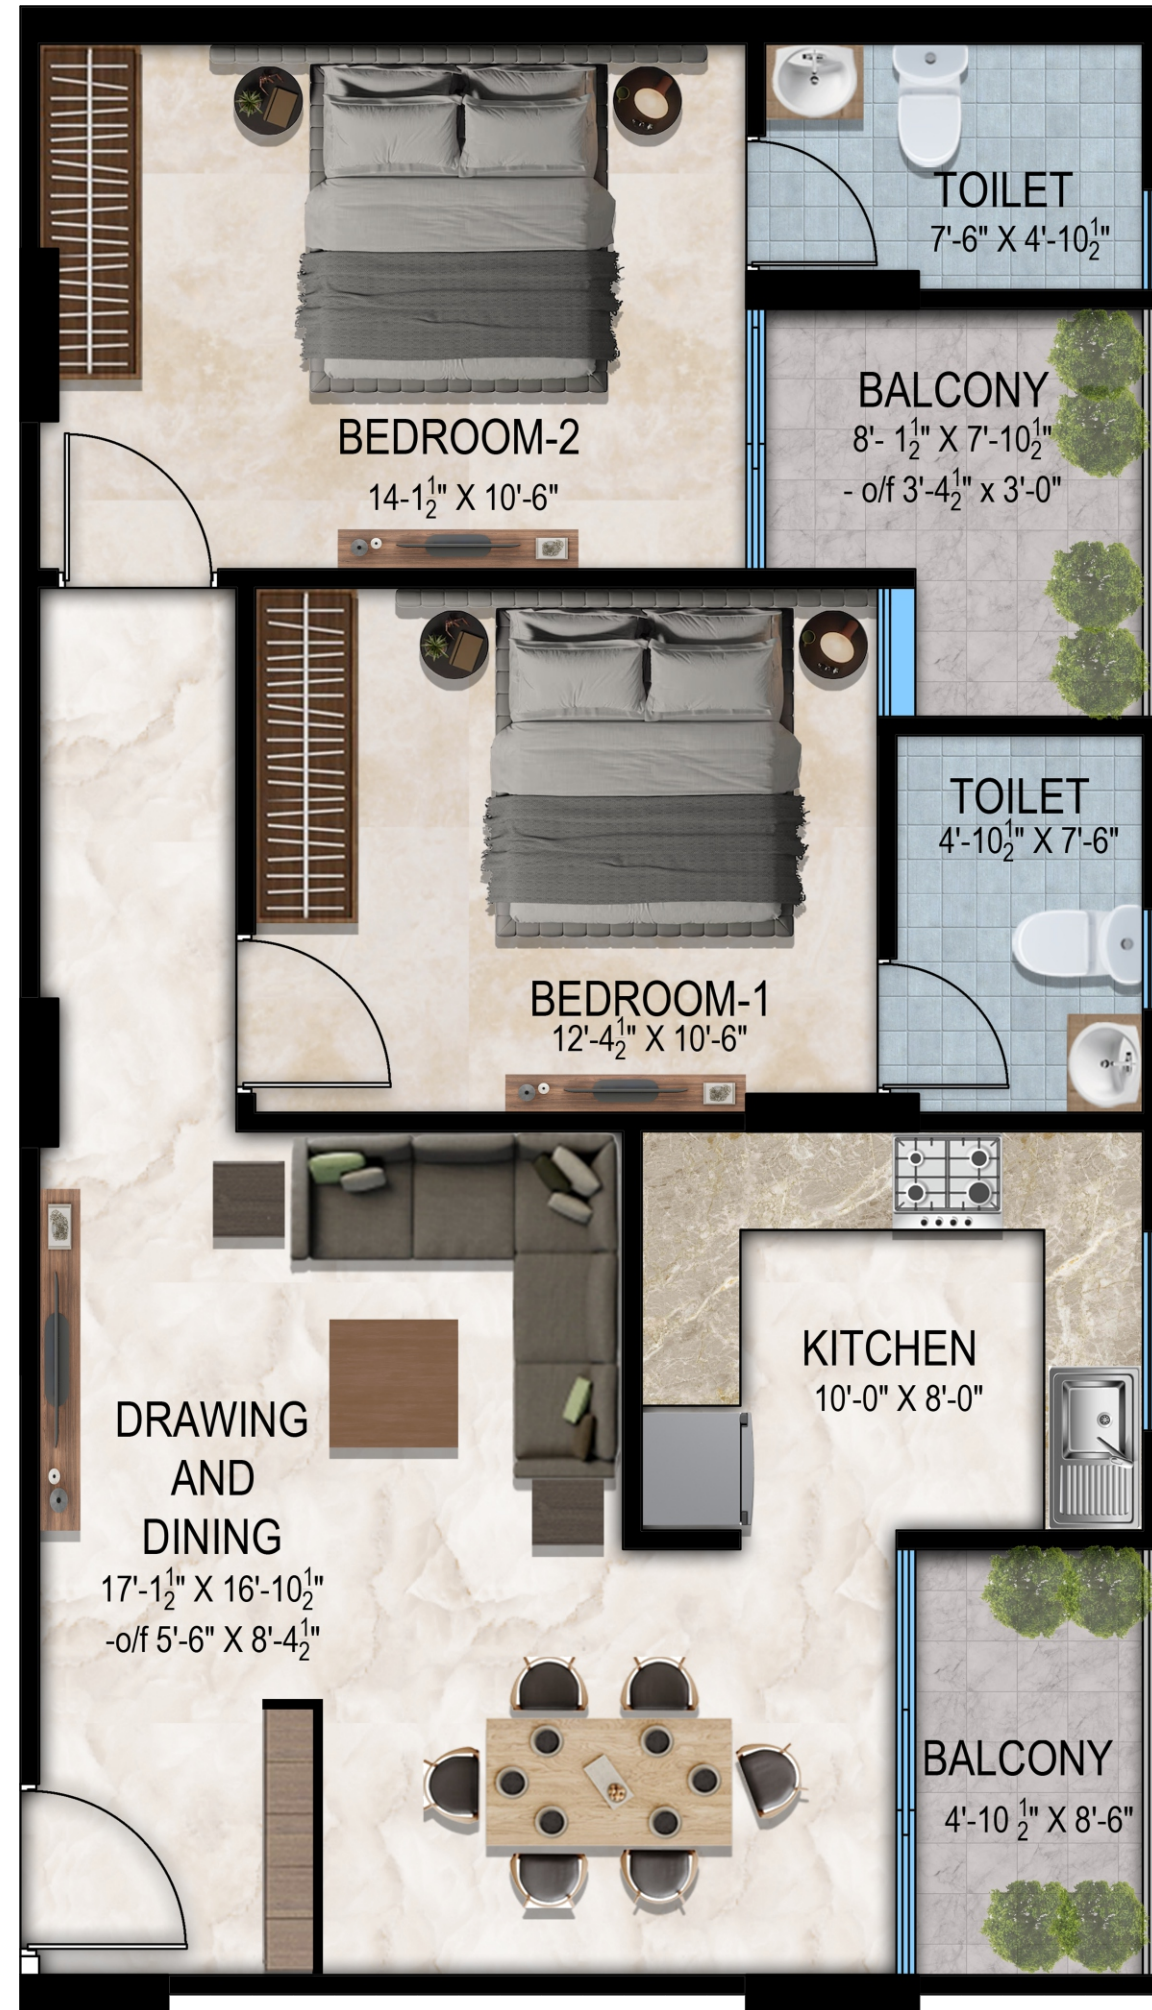 TOILET
7'-6" X 4'-10½"
BALCONY
8'- 1½" X 7'-10½"
- o/f 3'-4½" x 3'-0"
BEDROOM-2
14-1½" X 10'-6"
TOILET
4'-10½" X 7'-6"
BEDROOM-1
12'-4½" X 10'-6"
KITCHEN
10'-0" X 8'-0"
DRAWING
AND
DINING
17'-1½" X 16'-10½"
-o/f 5'-6" X 8'-4½"
BALCONY
4'-10 ½" X 8'-6"